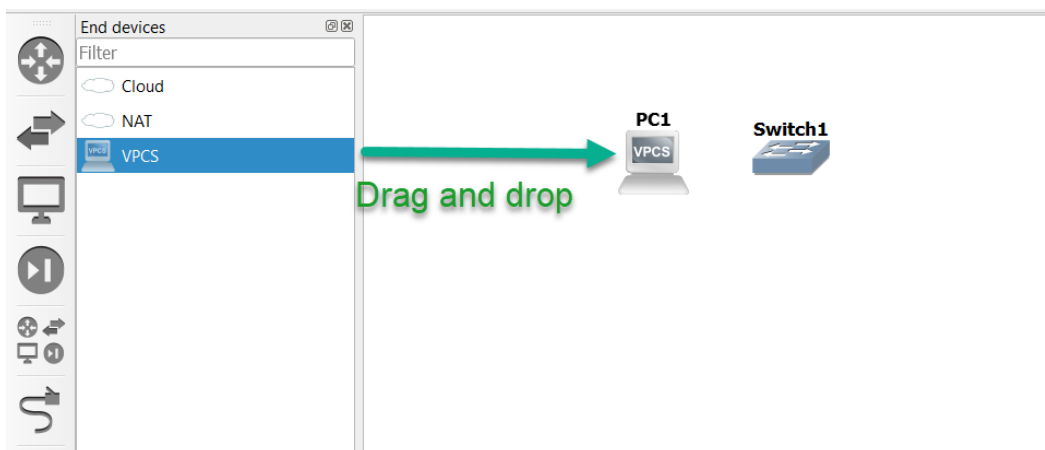 End devices
Filter
Cloud
NAT
VPCS
VPCS
Drag and drop
PC1
VPCS
Switch1